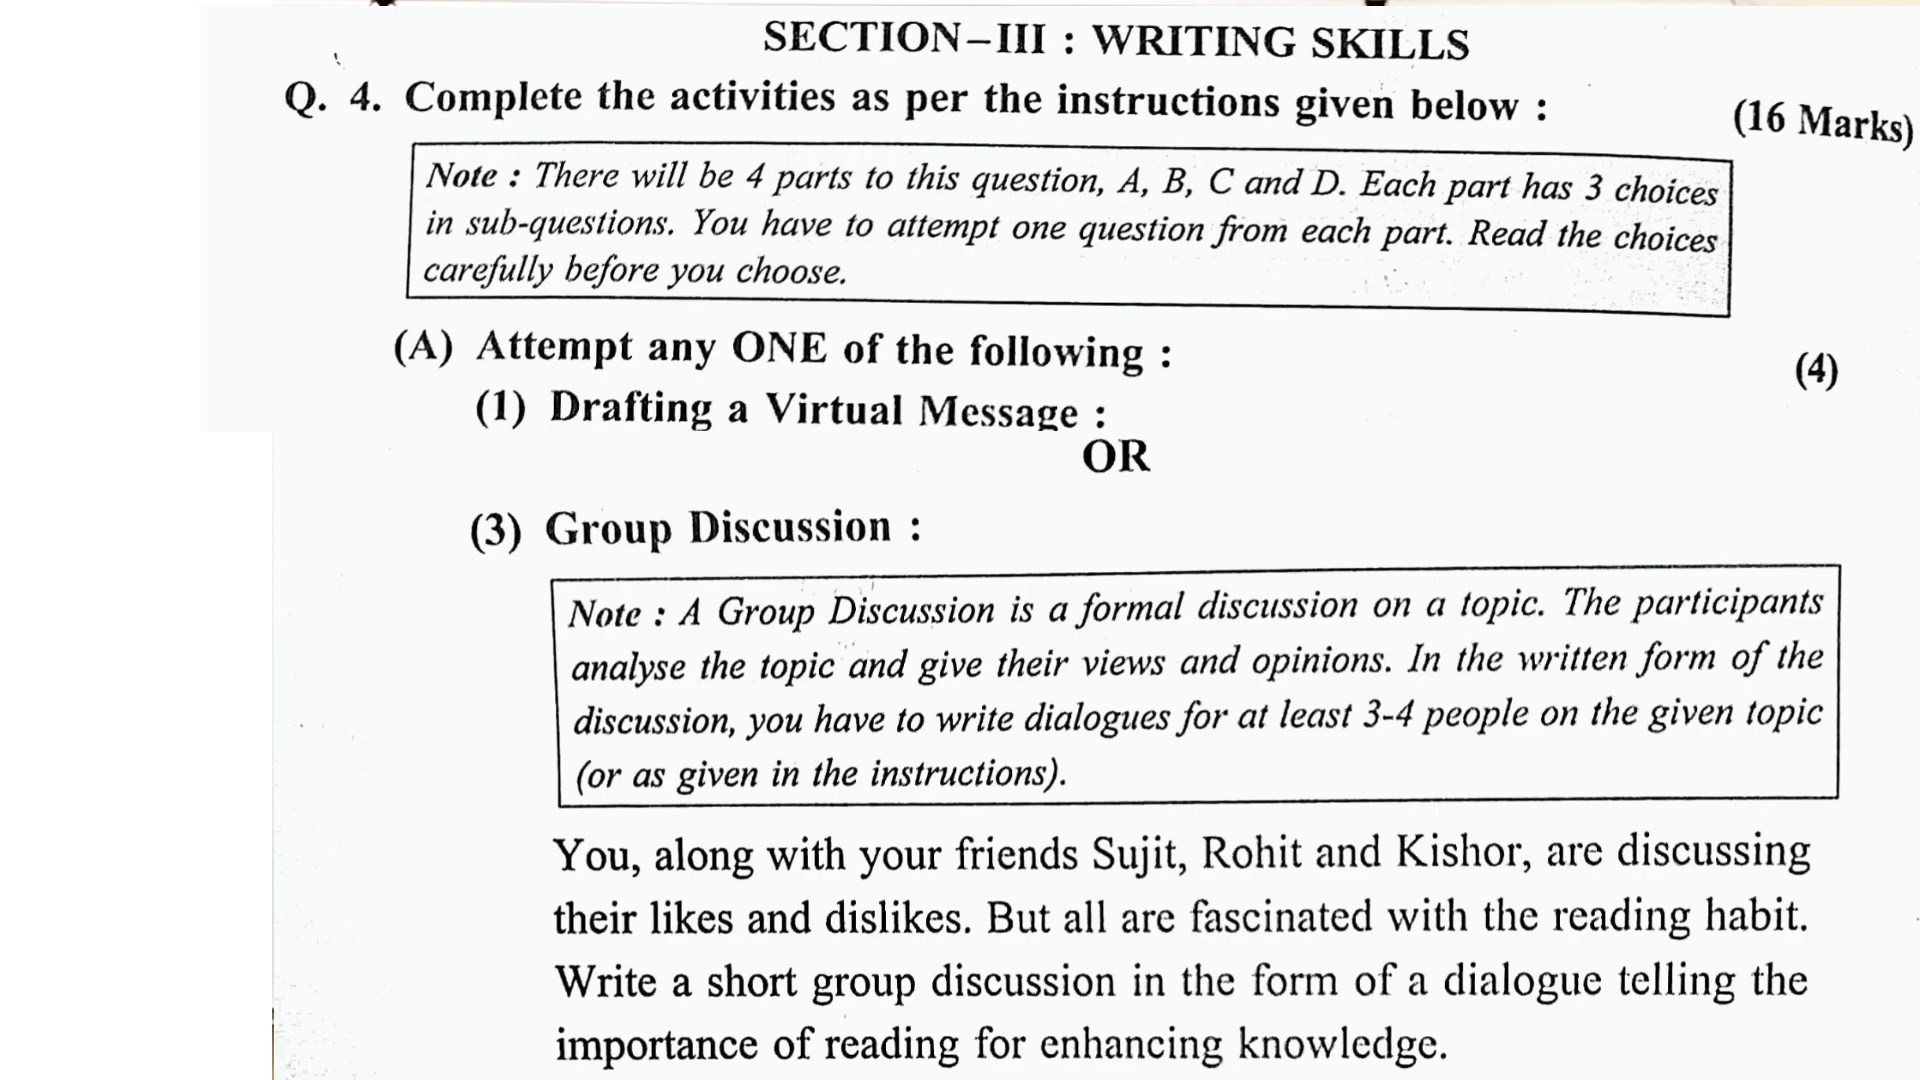 SECTION–III : WRITING SKILLS
Q. 4. Complete the activities as per the instructions given below :
(16 Marks)
Note : There will be 4 parts to this question, A, B, C and D. Each part has 3 choices
in sub-questions. You have to attempt one question from each part. Read the choices
carefully before you choose.
(A) Attempt any ONE of the following :
(4)
(1) Drafting a Virtual Message :
OR
(3) Group Discussion :
Note : A Group Discussion is a formal discussion on a topic. The participants
analyse the topic and give their views and opinions. In the written form of the
discussion, you have to write dialogues for at least 3-4 people on the given topic
(or as given in the instructions).
You, along with your friends Sujit, Rohit and Kishor, are discussing
their likes and dislikes. But all are fascinated with the reading habit.
Write a short group discussion in the form of a dialogue telling the
importance of reading for enhancing knowledge.